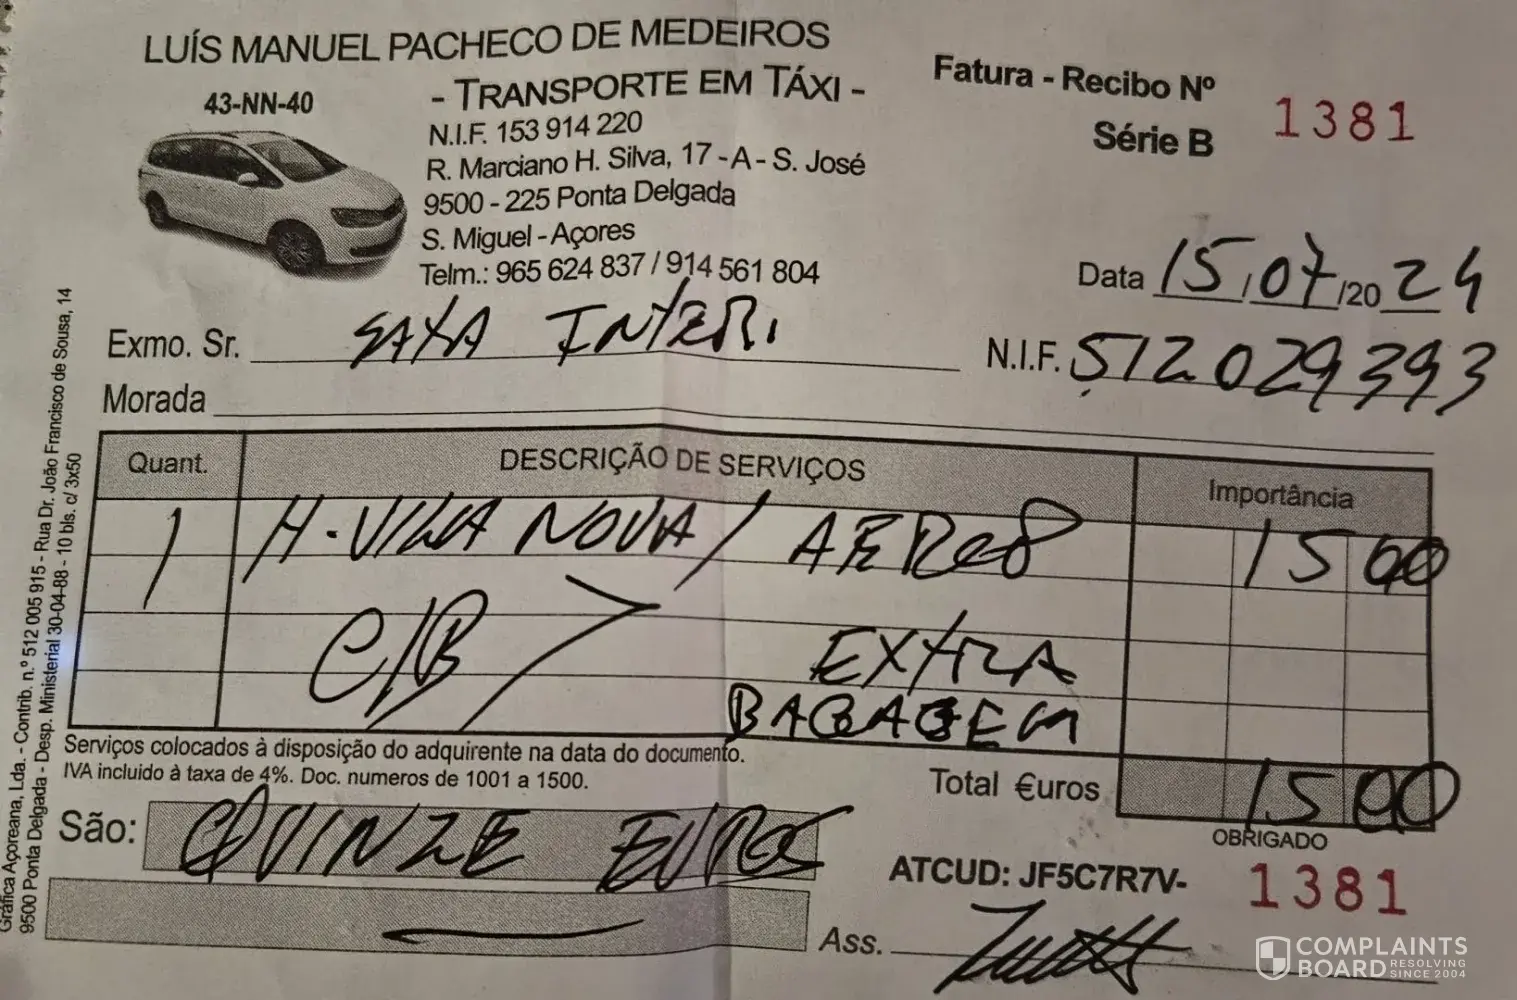 LUÍS MANUEL PACHECO DE MEDEIROS
43-NN-40
- TRANSPORTE EM TÁXI -
N.I.F. 153 914 220
R. Marciano H. Silva, 17 - A - S. José
9500 - 225 Ponta Delgada
S. Miguel - Açores
Telm.: 965 624 837 / 914 561 804
Fatura - Recibo Nº 1381
Série B
Data 15/07/2024
Exmo. Sr. SATA INTERI
N.I.F. 512029393
Morada
Quant. DESCRIÇÃO DE SERVIÇOS Importância
1 H. VILA NOVA / AEROP 15 00
C/B EXTRA
BAGAGEM
Serviços colocados à disposição do adquirente na data do documento.
IVA incluido à taxa de 4%. Doc. numeros de 1001 a 1500.
Total €uros 15 00
OBRIGADO
São: QUINZE EUROS
ATCUD: JF5C7R7V- 1381
Ass.
Gráfica Açoreana, Lda. - Contrib. n.º 512 005 915 - Rua Dr. João Francisco de Sousa, 14
9500 Ponta Delgada - Desp. Ministerial 30-04-88 - 10 bls. c/ 3x50
COMPLAINTS
BOARD RESOLVING
SINCE 2004